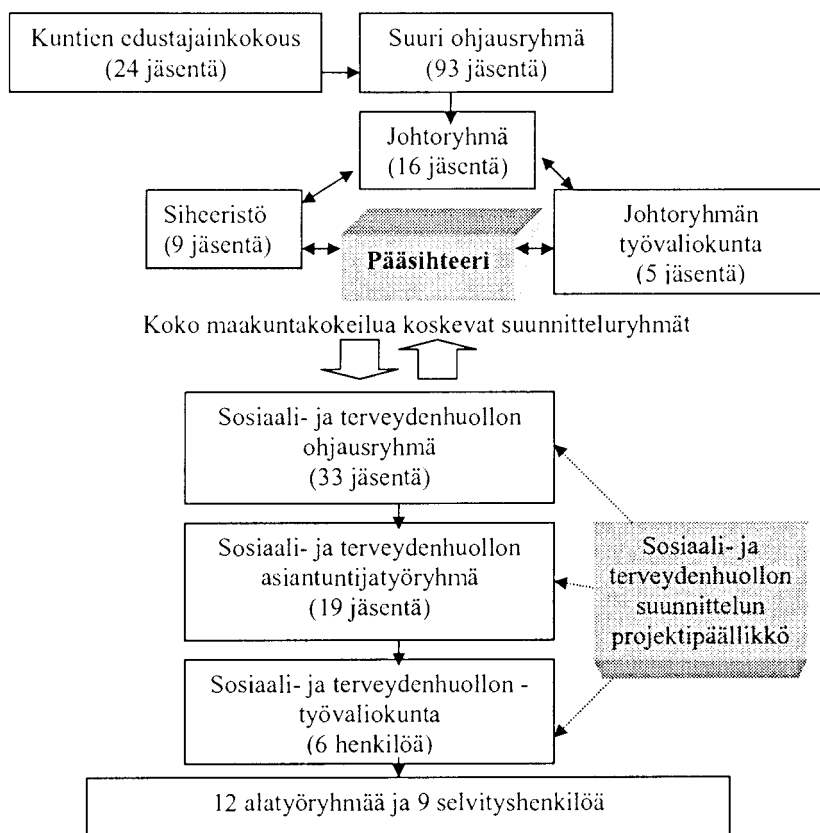 Kuntien edustajainkokous
(24 jäsentä)
Suuri ohjausryhmä
(93 jäsentä)
Johtoryhmä
(16 jäsentä)
Siheeristö
(9 jäsentä)
Pääsihteeri
Johtoryhmän
työvaliokunta
(5 jäsentä)
Koko maakuntakokeilua koskevat suunnitteluryhmät
Sosiaali- ja terveydenhuollon
ohjausryhmä
(33 jäsentä)
Sosiaali- ja terveydenhuollon
asiantuntijatyöryhmä
(19 jäsentä)
Sosiaali- ja
terveydenhuollon
suunnittelun
projektipäällikkö
Sosiaali- ja terveydenhuollon -
työvaliokunta
(6 henkilöä)
12 alatyöryhmää ja 9 selvityshenkilöä